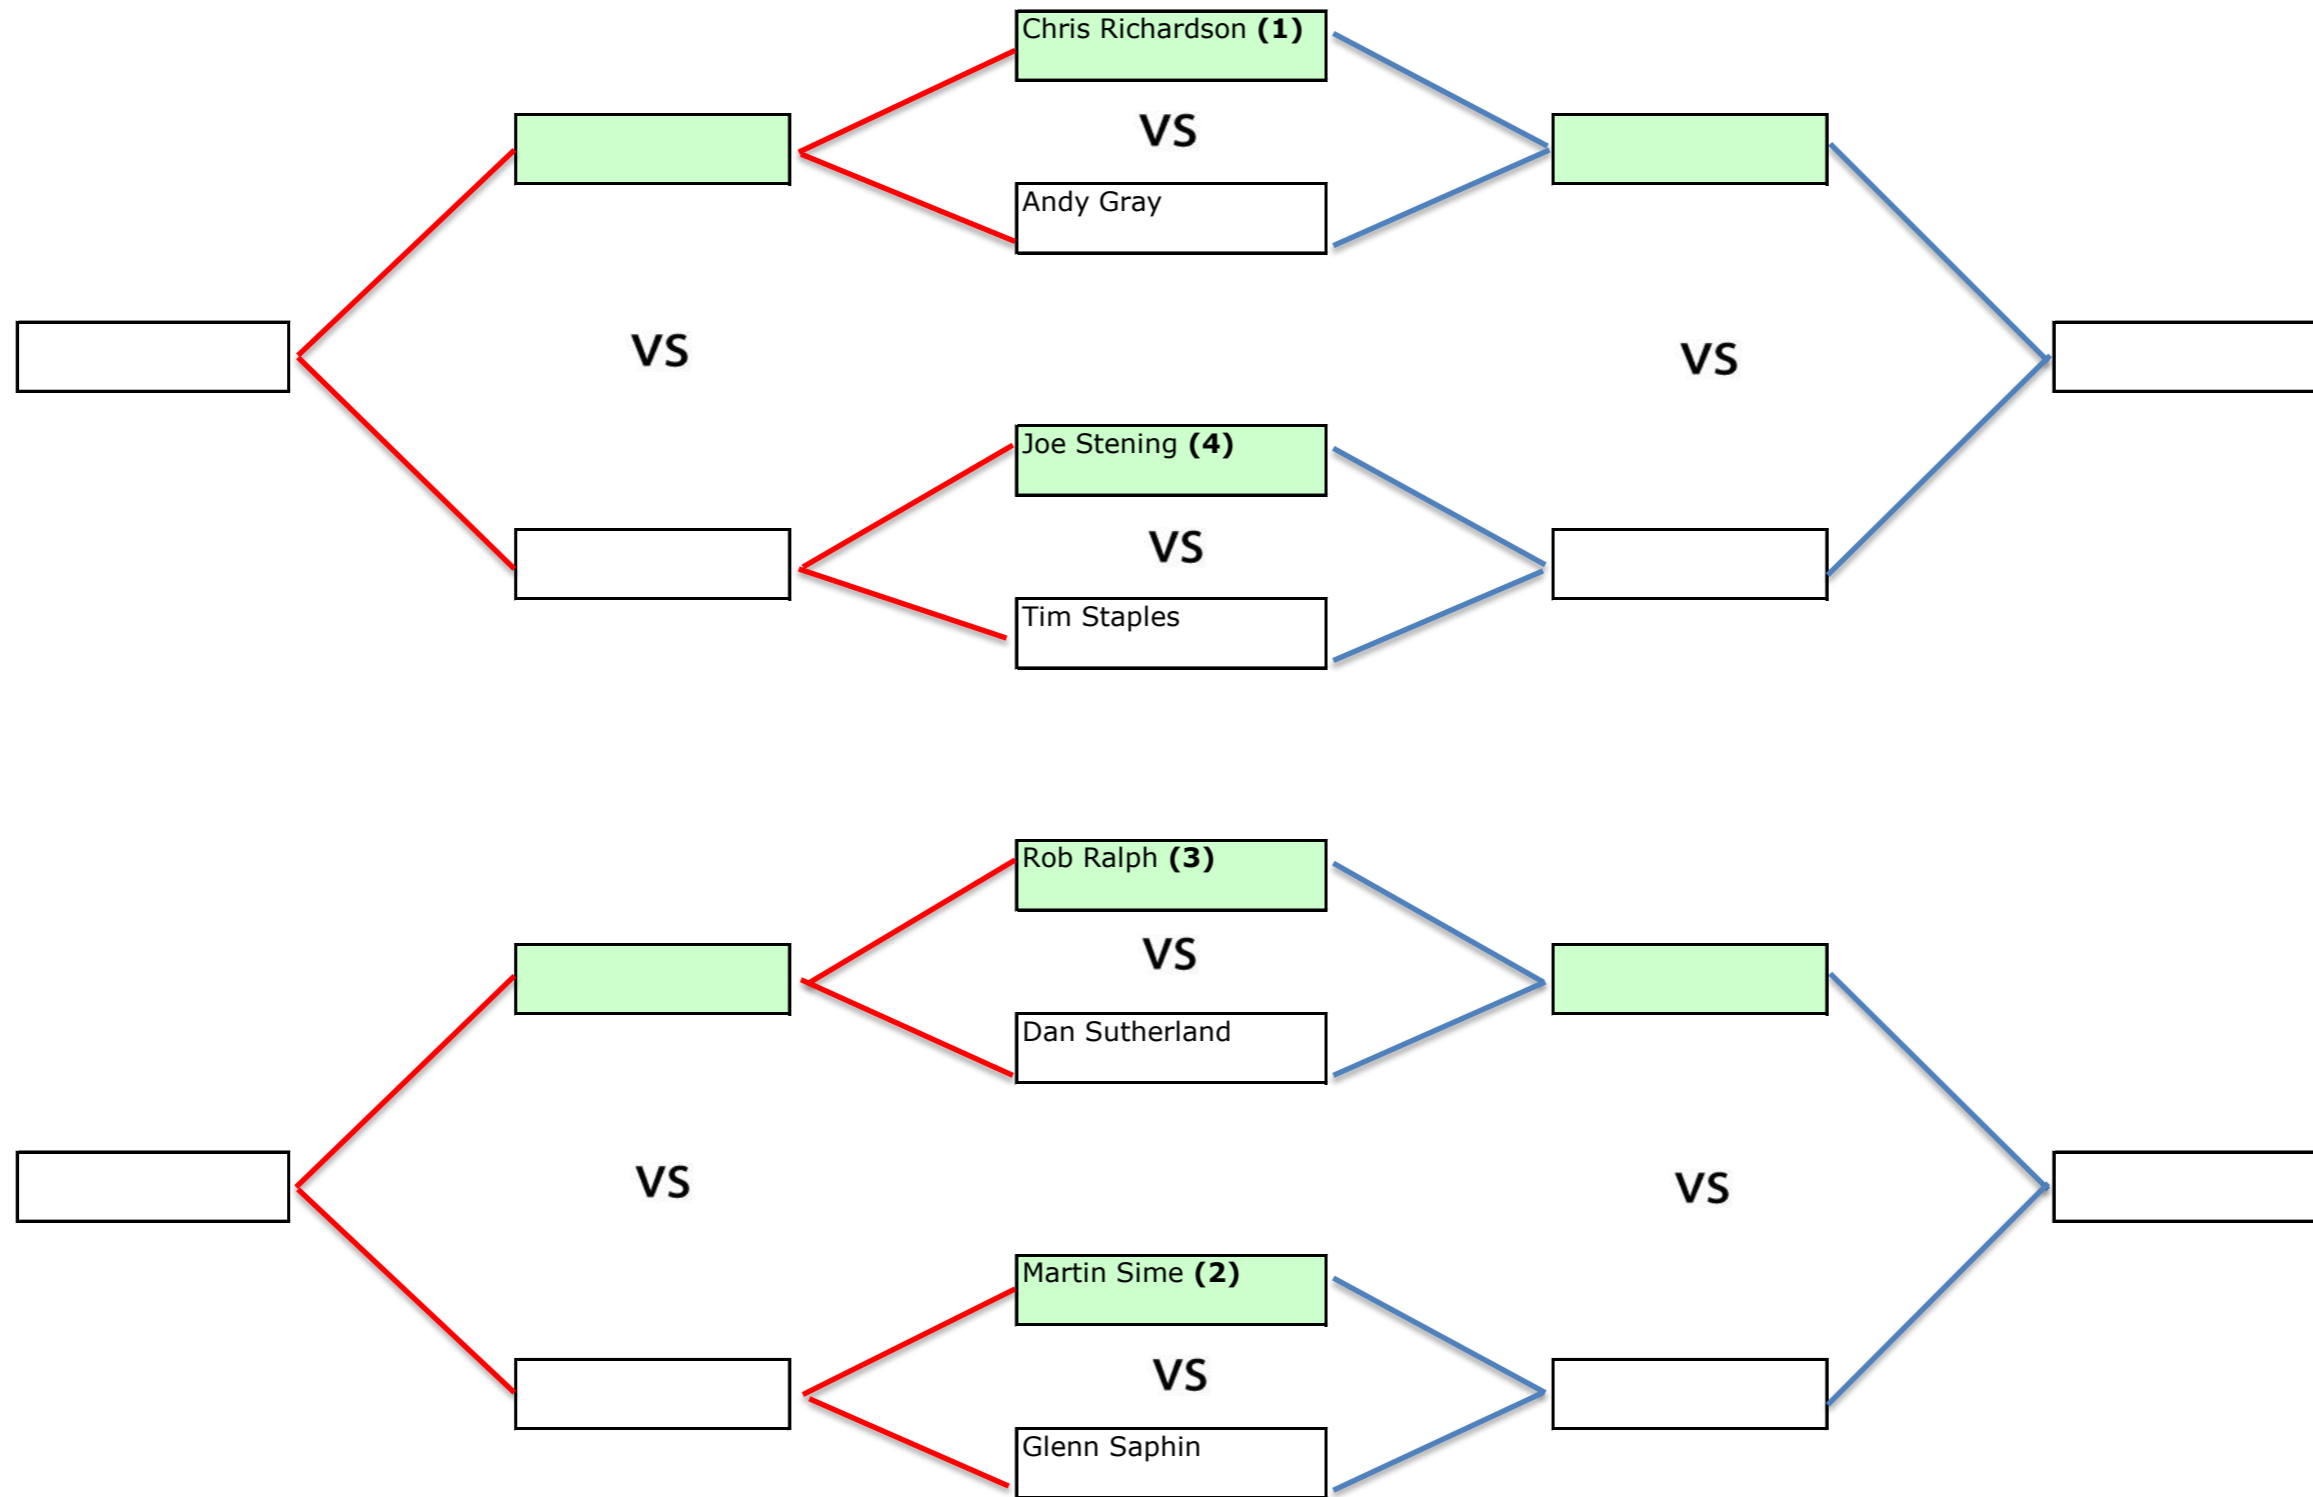 Chris Richardson (1)
VS
Andy Gray
VS
VS
Joe Stening (4)
VS
Tim Staples
Rob Ralph (3)
VS
Dan Sutherland
VS
VS
Martin Sime (2)
VS
Glenn Saphin